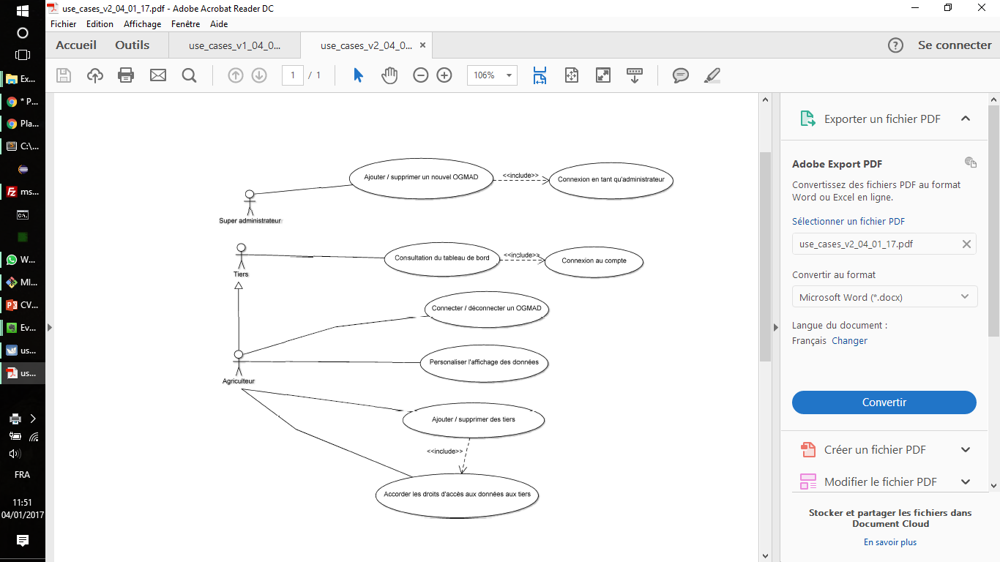 use_cases_v2_04_01_17.pdf - Adobe Acrobat Reader DC
Fichier Edition Affichage Fenêtre Aide
Accueil Outils use_cases_v1_04_0... use_cases_v2_04_0... × ? Se connecter
1 / 1 106%
Ex...
* P...
Pla...
C:\...
ms...
W...
MI...
CV...
Ev...
us...
us...
FRA
11:51
04/01/2017
Ajouter / supprimer un nouvel OGMAD
<<include>>
Connexion en tant qu'administrateur
Super administrateur
Consultation du tableau de bord
<<include>>
Connexion au compte
Tiers
Connecter / déconnecter un OGMAD
Personaliser l'affichage des données
Agriculteur
Ajouter / supprimer des tiers
<<include>>
Accorder les droits d'accès aux données aux tiers
Exporter un fichier PDF
Adobe Export PDF
Convertissez des fichiers PDF au format
Word ou Excel en ligne.
Sélectionner un fichier PDF
use_cases_v2_04_01_17.pdf
Convertir au format
Microsoft Word (*.docx)
Langue du document :
Français Changer
Convertir
Créer un fichier PDF
Modifier le fichier PDF
Stocker et partager les fichiers dans
Document Cloud
En savoir plus